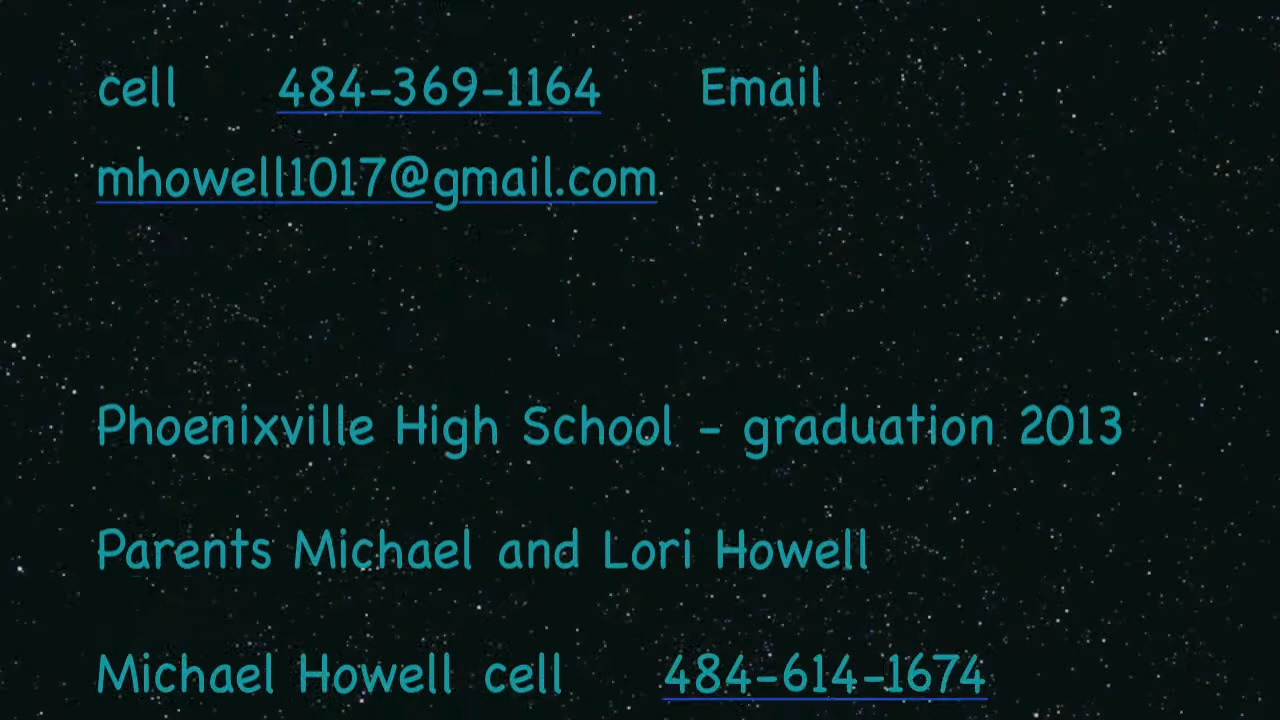 cell 484-369-1164 Email
mhowell1017@gmail.com
Phoenixville High School - graduation 2013
Parents Michael and Lori Howell
Michael Howell cell 484-614-1674